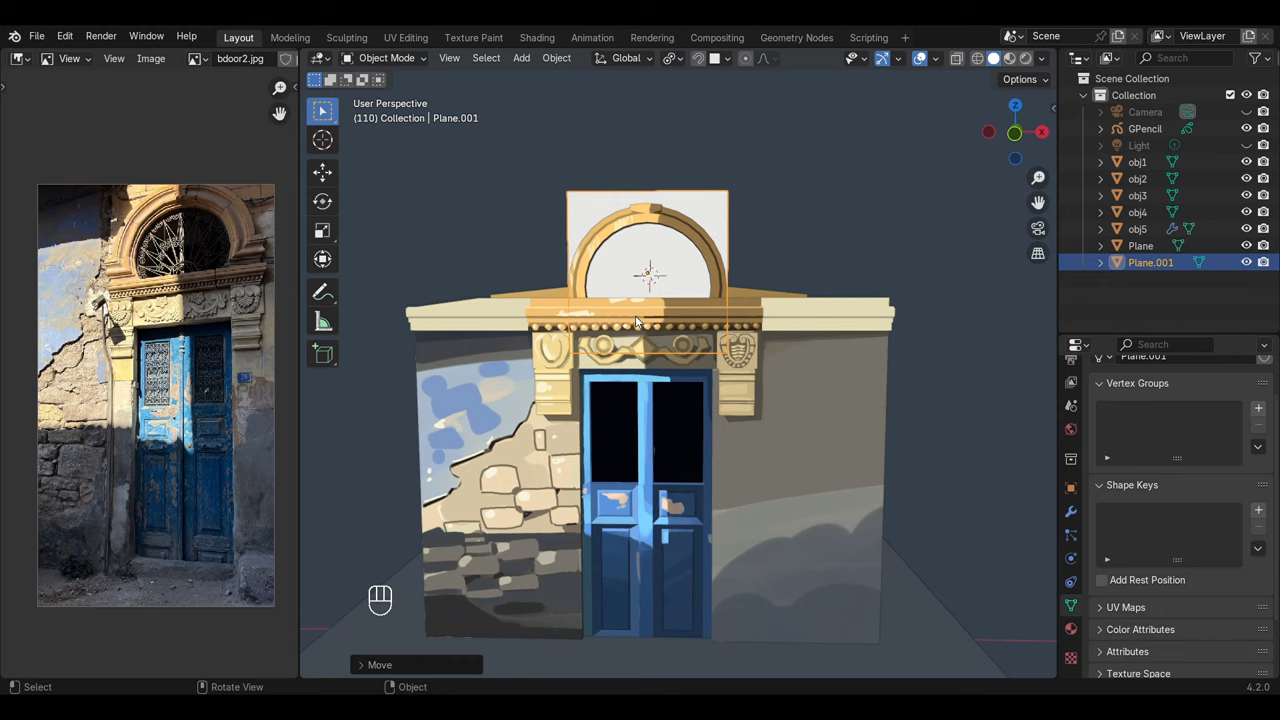 File Edit Render Window Help
Layout Modeling Sculpting UV Editing Texture Paint Shading Animation Rendering Compositing Geometry Nodes Scripting +
Scene
ViewLayer
View View Image bdoor2.jpg
Object Mode View Select Add Object Global
Search
Options
User Perspective
(110) Collection | Plane.001
Z
X
Scene Collection
Collection
Camera
GPencil
Light
obj1
obj2
obj3
obj4
obj5
Plane
Plane.001
Search
Plane.001
Vertex Groups
Shape Keys
Add Rest Position
UV Maps
Color Attributes
Attributes
Texture Space
Move
Select Rotate View Object 4.2.0